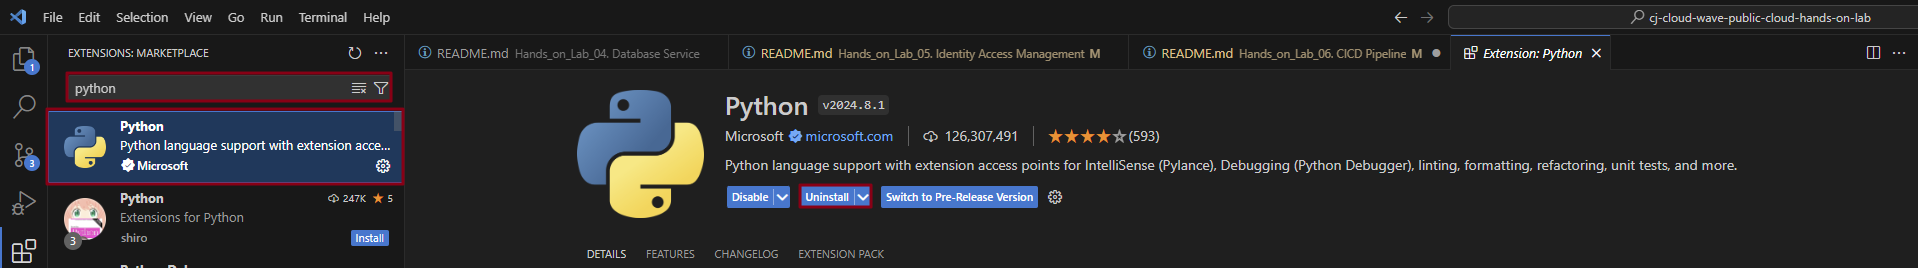 File Edit Selection View Go Run Terminal Help
cj-cloud-wave-public-cloud-hands-on-lab
1
3
EXTENSIONS: MARKETPLACE
python
Python
Python language support with extension acce...
Microsoft
Python 247K 5
Extensions for Python
shiro Install
3
README.md Hands_on_Lab_04. Database Service
README.md Hands_on_Lab_05. Identity Access Management M
README.md Hands_on_Lab_06. CICD Pipeline M
Extension: Python
Python v2024.8.1
Microsoft microsoft.com 126,307,491 (593)
Python language support with extension access points for IntelliSense (Pylance), Debugging (Python Debugger), linting, formatting, refactoring, unit tests, and more.
Disable Uninstall Switch to Pre-Release Version
DETAILS FEATURES CHANGELOG EXTENSION PACK